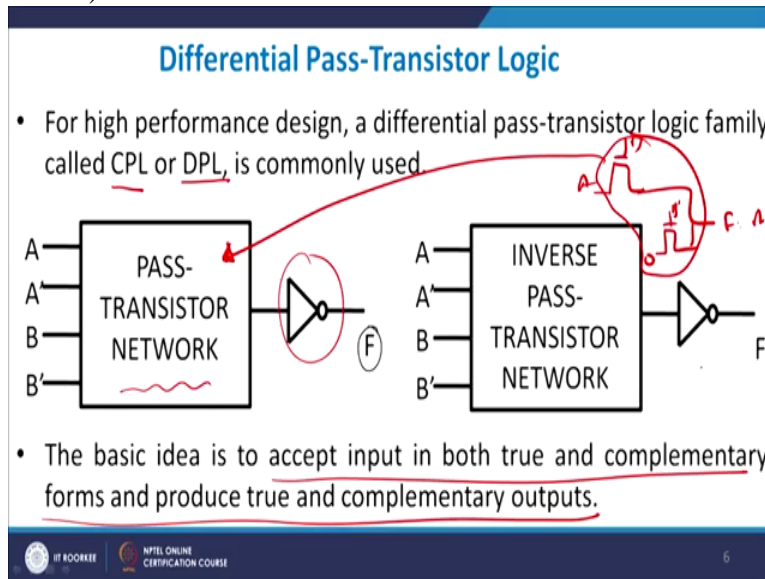 Differential Pass-Transistor Logic
• For high performance design, a differential pass-transistor logic family
called CPL or DPL, is commonly used.
A
A'
B
B'
PASS-
TRANSISTOR
NETWORK
F
A
A'
B
B'
INVERSE
PASS-
TRANSISTOR
NETWORK
F
A
B'
0
F
• The basic idea is to accept input in both true and complementary
forms and produce true and complementary outputs.
IIT ROORKEE
NPTEL ONLINE
CERTIFICATION COURSE
6